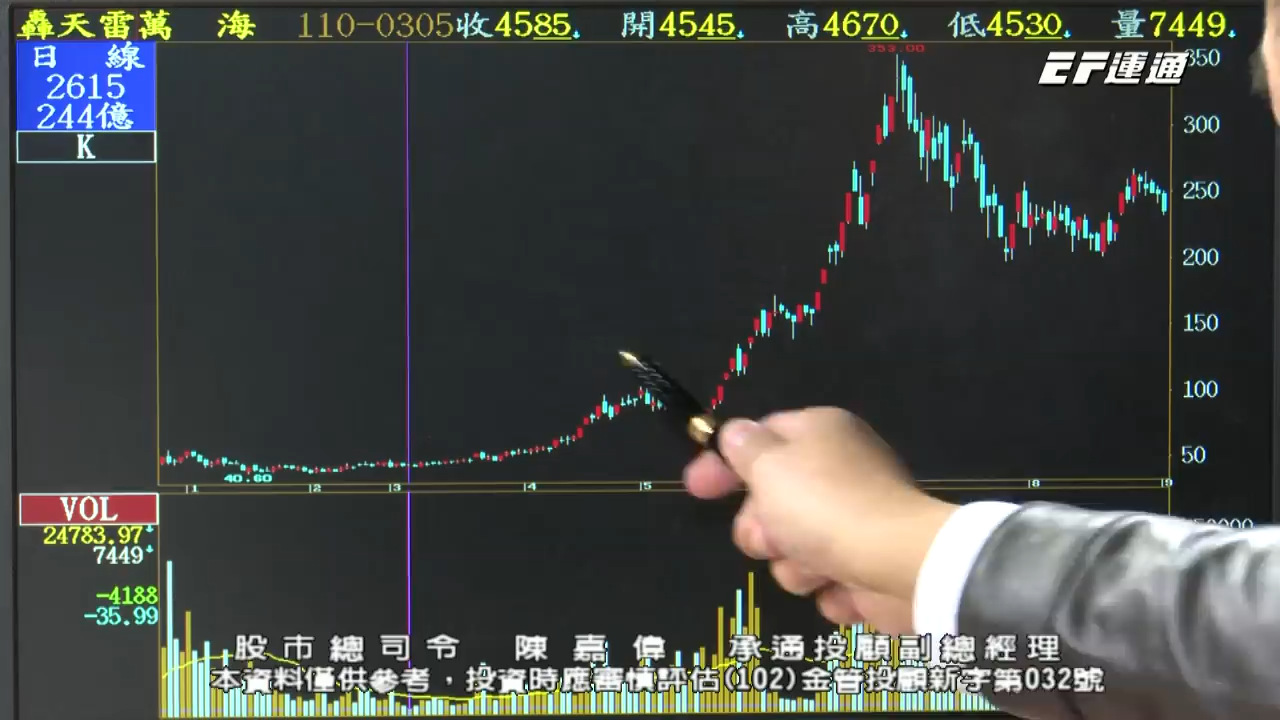 轟天雷萬 海 110-0305收4585 開4545 高4670 低4530 量7449
日 線
2615
244億
K
353.00
EF運通
350
300
250
200
150
100
50
40.60
1 2 3 4 5 8 9
VOL
24783.97
7449
-4188
-35.99
股市總司令 陳嘉偉 承通投顧副總經理
本資料僅供參考，投資時應審慎評估(102)金管投顧新字第032號